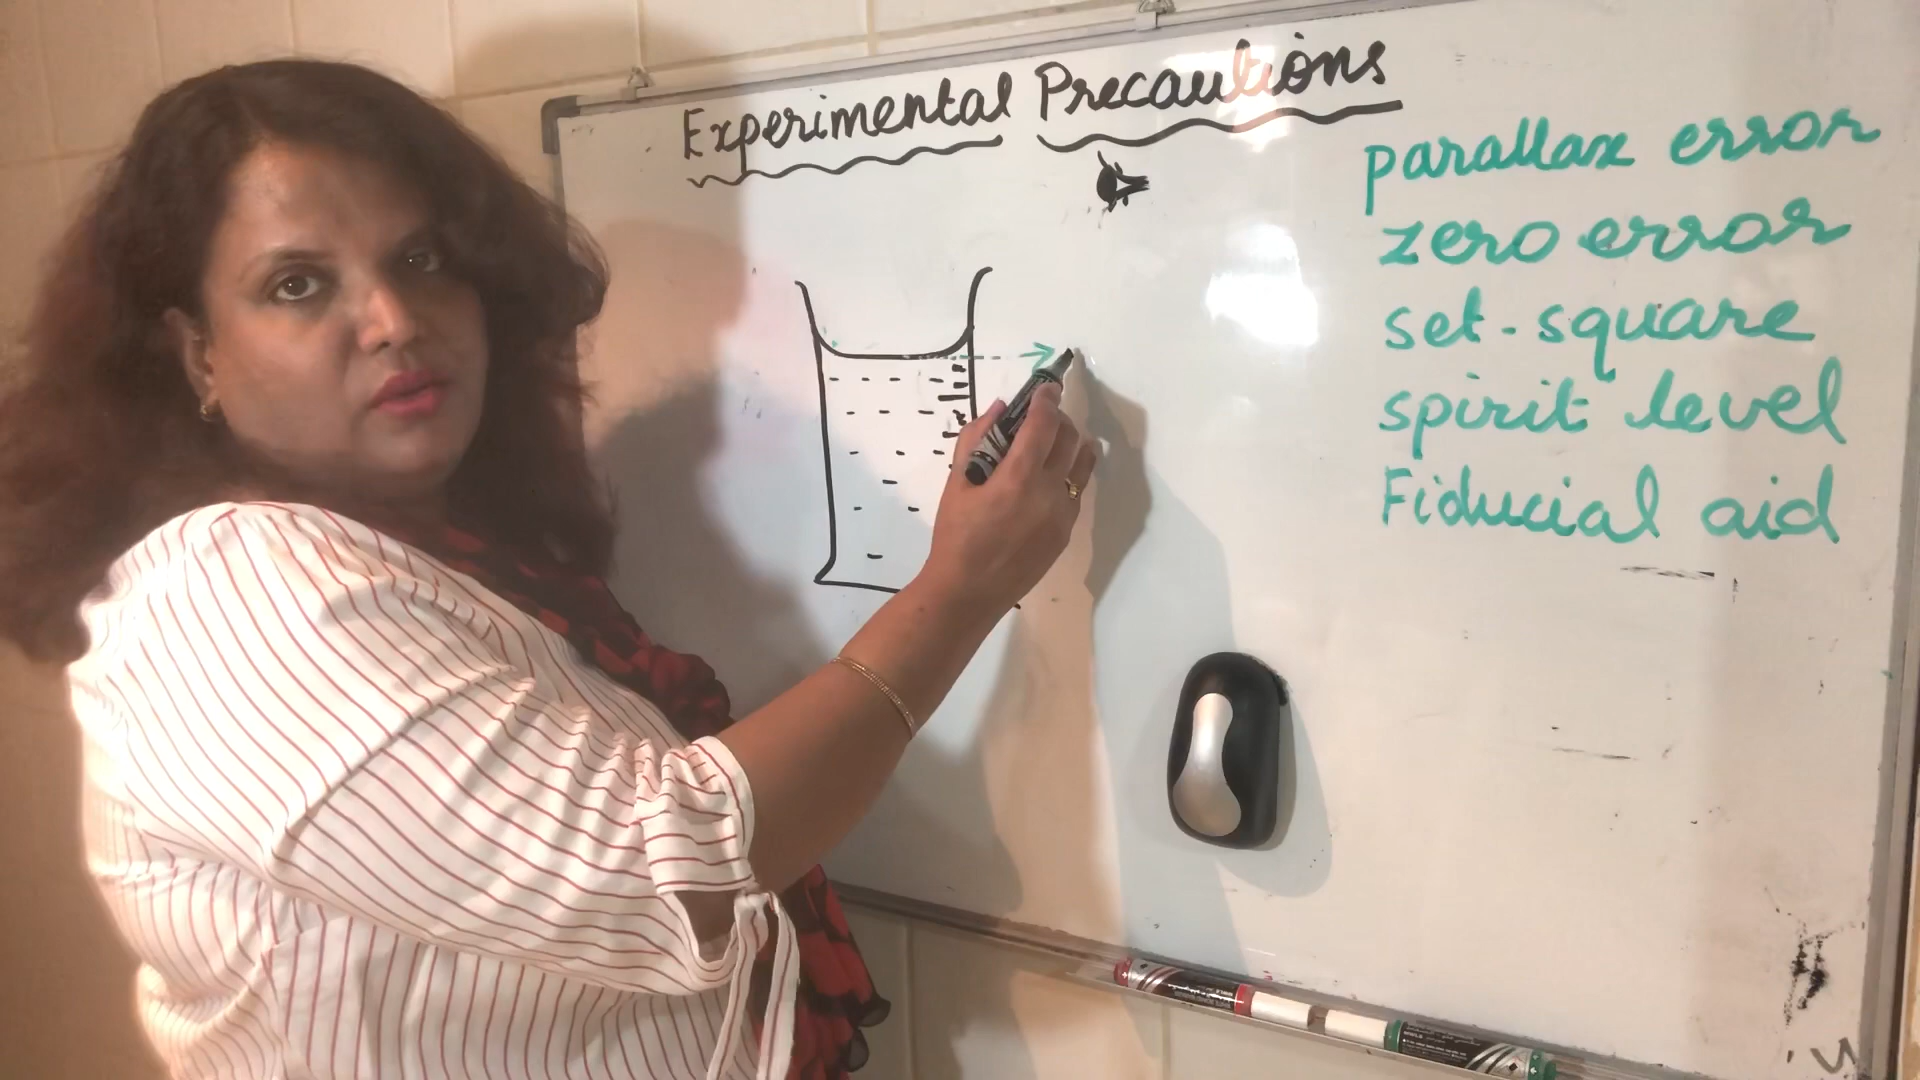 Experimental Precautions
parallax error
zero error
set-square
spirit level
Fiducial aid